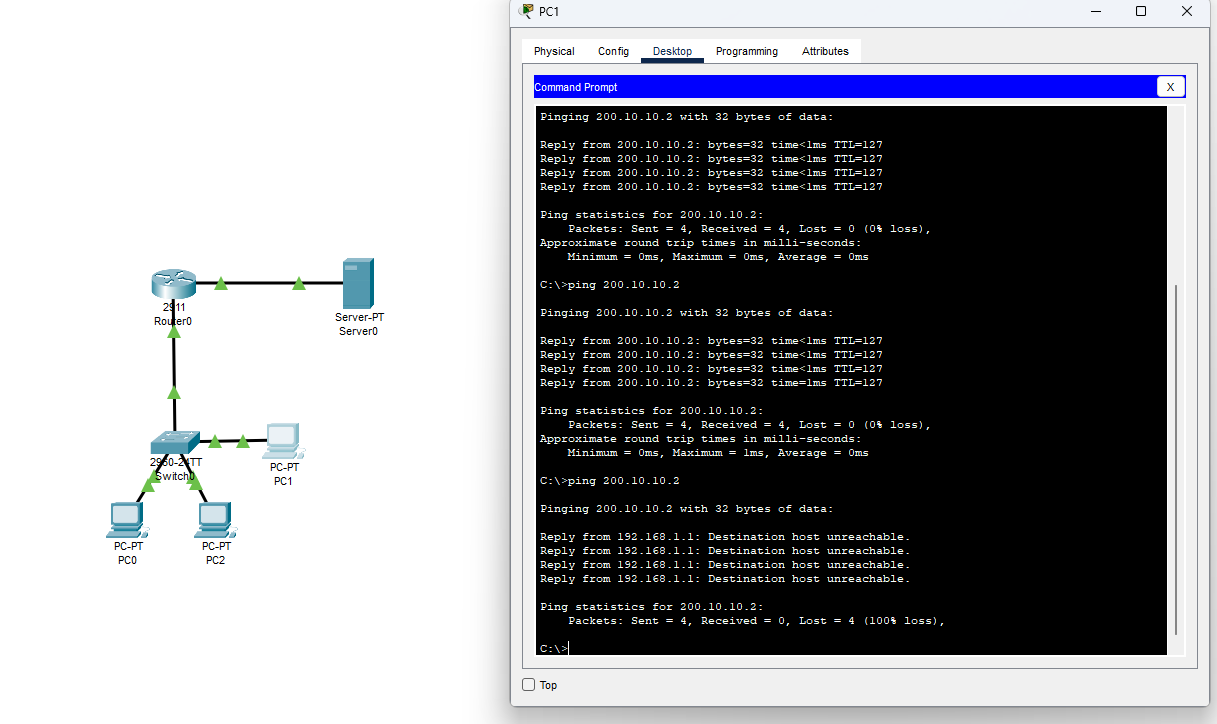 PC1
Physical Config Desktop Programming Attributes
Command Prompt
X
Pinging 200.10.10.2 with 32 bytes of data:
Reply from 200.10.10.2: bytes=32 time<1ms TTL=127
Reply from 200.10.10.2: bytes=32 time<1ms TTL=127
Reply from 200.10.10.2: bytes=32 time<1ms TTL=127
Reply from 200.10.10.2: bytes=32 time<1ms TTL=127
Ping statistics for 200.10.10.2:
Packets: Sent = 4, Received = 4, Lost = 0 (0% loss),
Approximate round trip times in milli-seconds:
Minimum = 0ms, Maximum = 0ms, Average = 0ms
C:\>ping 200.10.10.2
Pinging 200.10.10.2 with 32 bytes of data:
Reply from 200.10.10.2: bytes=32 time<1ms TTL=127
Reply from 200.10.10.2: bytes=32 time<1ms TTL=127
Reply from 200.10.10.2: bytes=32 time<1ms TTL=127
Reply from 200.10.10.2: bytes=32 time=1ms TTL=127
Ping statistics for 200.10.10.2:
Packets: Sent = 4, Received = 4, Lost = 0 (0% loss),
Approximate round trip times in milli-seconds:
Minimum = 0ms, Maximum = 1ms, Average = 0ms
C:\>ping 200.10.10.2
Pinging 200.10.10.2 with 32 bytes of data:
Reply from 192.168.1.1: Destination host unreachable.
Reply from 192.168.1.1: Destination host unreachable.
Reply from 192.168.1.1: Destination host unreachable.
Reply from 192.168.1.1: Destination host unreachable.
Ping statistics for 200.10.10.2:
Packets: Sent = 4, Received = 0, Lost = 4 (100% loss),
C:\>
Top
2911
Router0
Server-PT
Server0
2960-24TT
Switch0
PC-PT
PC1
PC-PT
PC0
PC-PT
PC2